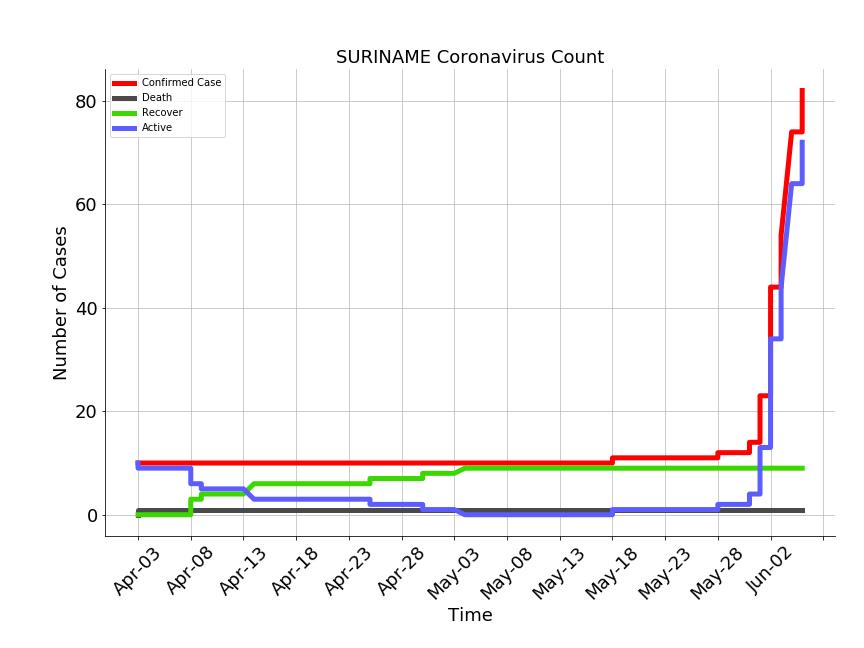 SURINAME Coronavirus Count
Confirmed Case
Death
Recover
Active
Number of Cases
80
60
40
20
0
Apr-03
Apr-08
Apr-13
Apr-18
Apr-23
Apr-28
May-03
May-08
May-13
May-18
May-23
May-28
Jun-02
Time